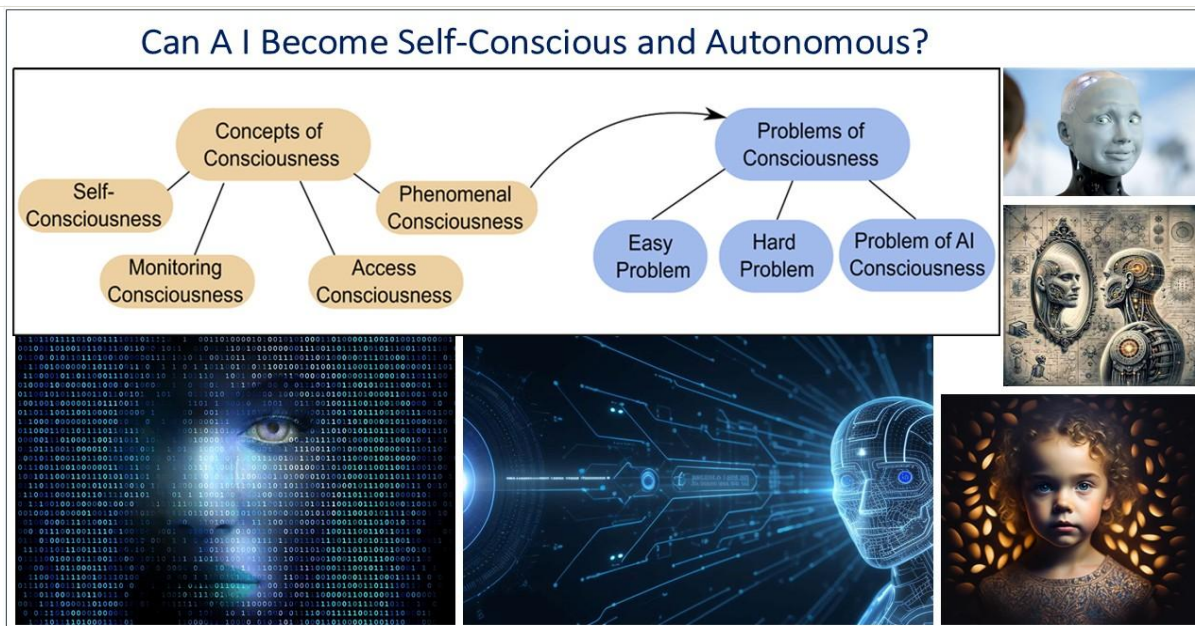 Can A I Become Self-Conscious and Autonomous?
Concepts of
Consciousness
Self-
Consciousness
Monitoring
Consciousness
Access
Consciousness
Phenomenal
Consciousness
Problems of
Consciousness
Easy
Problem
Hard
Problem
Problem of AI
Consciousness